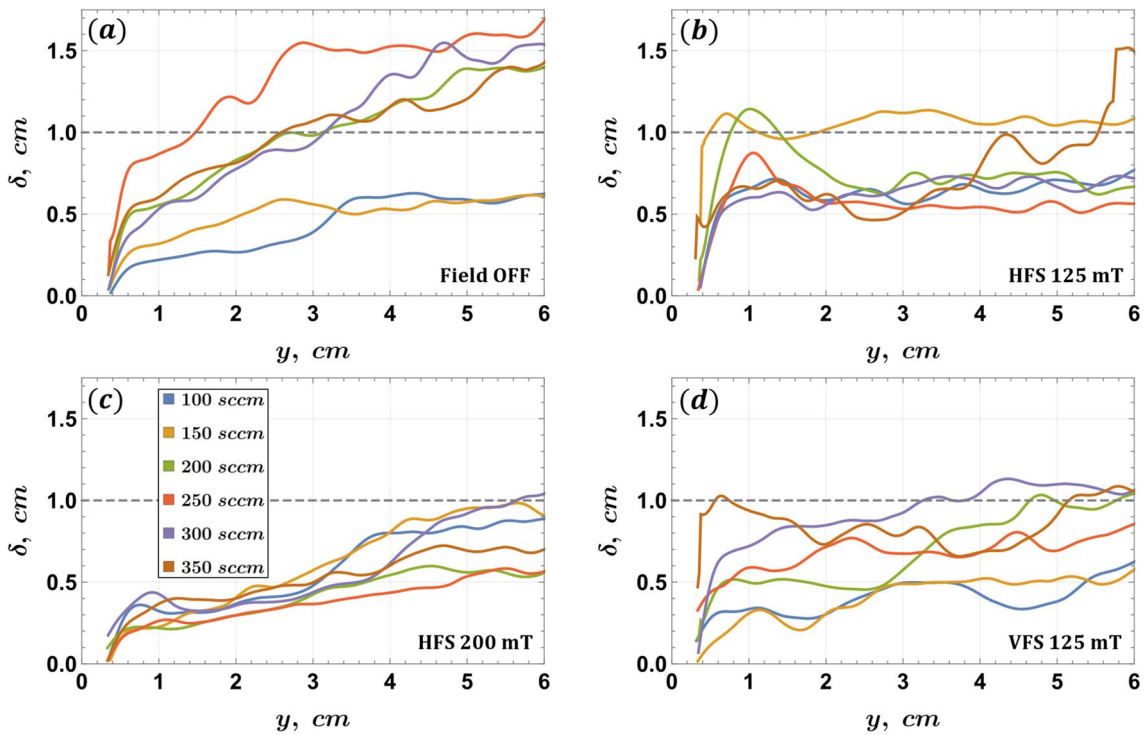 (a)
δ, cm
1.5
1.0
0.5
0.0
0 1 2 3 4 5 6
y, cm
Field OFF
(b)
δ, cm
1.5
1.0
0.5
0.0
0 1 2 3 4 5 6
y, cm
HFS 125 mT
(c)
δ, cm
1.5
1.0
0.5
0.0
0 1 2 3 4 5 6
y, cm
100 sccm
150 sccm
200 sccm
250 sccm
300 sccm
350 sccm
HFS 200 mT
(d)
δ, cm
1.5
1.0
0.5
0.0
0 1 2 3 4 5 6
y, cm
VFS 125 mT